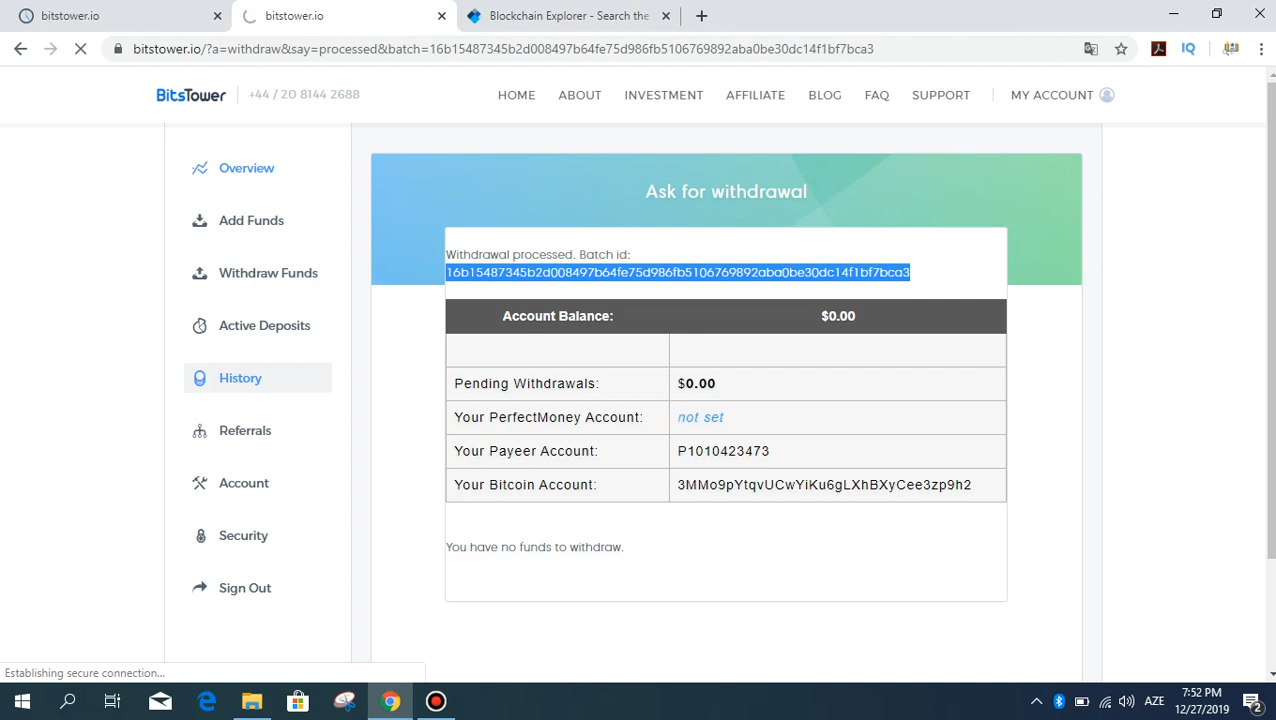 bitstower.io
bitstower.io
Blockchain Explorer - Search the
bitstower.io/?a=withdraw&say=processed&batch=16b15487345b2d008497b64fe75d986fb5106769892aba0be30dc14f1bf7bca3
IQ
BitsTower
+44 / 20 8144 2688
HOME ABOUT INVESTMENT AFFILIATE BLOG FAQ SUPPORT MY ACCOUNT
Overview
Add Funds
Withdraw Funds
Active Deposits
History
Referrals
Account
Security
Sign Out
Ask for withdrawal
Withdrawal processed. Batch id:
16b15487345b2d008497b64fe75d986fb5106769892aba0be30dc14f1bf7bca3
Account Balance: $0.00
Pending Withdrawals: $0.00
Your PerfectMoney Account: not set
Your Payeer Account: P1010423473
Your Bitcoin Account: 3MMo9pYtqvUCwYiKu6gLXhBXyCee3zp9h2
You have no funds to withdraw.
Establishing secure connection...
AZE
7:52 PM
12/27/2019
2